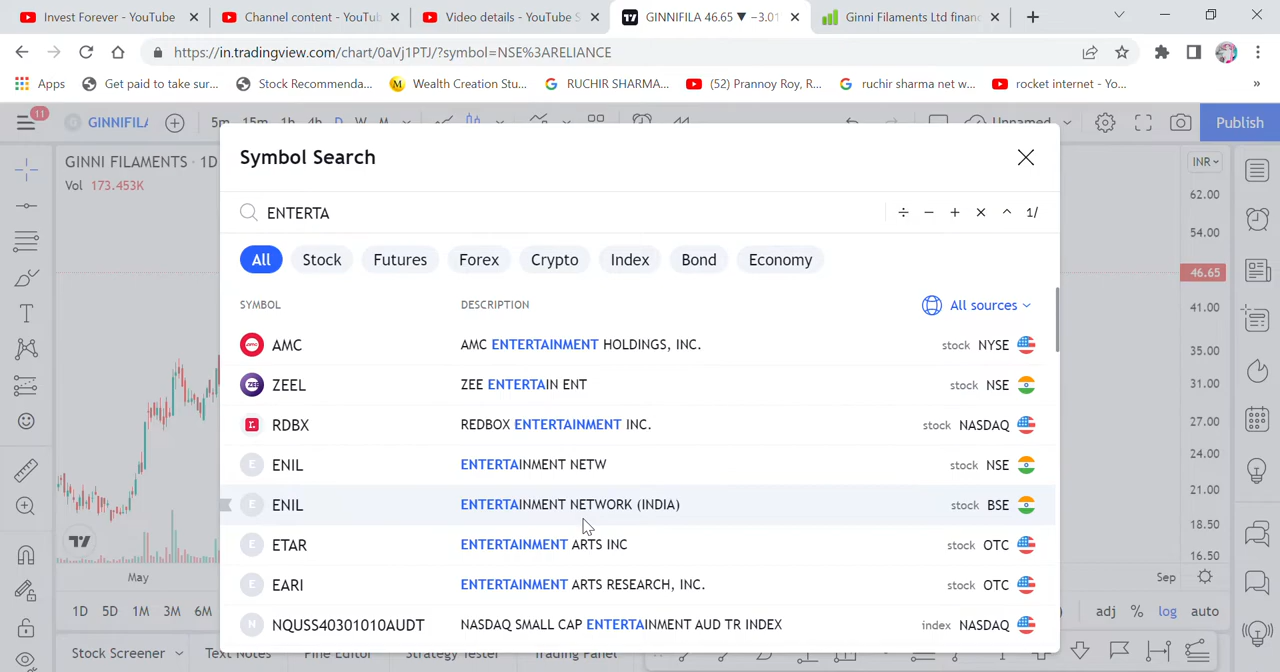 Invest Forever - YouTube
Channel content - YouTu
Video details - YouTube S
GINNIFILA 46.65 ▼ −3.01
Ginni Filaments Ltd finan
https://in.tradingview.com/chart/0aVj1PTJ/?symbol=NSE%3ARELIANCE
Apps
Get paid to take sur...
Stock Recommenda...
Wealth Creation Stu...
RUCHIR SHARMA...
(52) Prannoy Roy, R...
ruchir sharma net w...
rocket internet - Yo...
11
GINNIFILA
5m 15m 1h 4h D W M
Unnamed
Publish
GINNI FILAMENTS · 1D
Vol 173.453K
INR
Symbol Search
ENTERTA
÷ − + × ^ 1/
All Stock Futures Forex Crypto Index Bond Economy
SYMBOL DESCRIPTION All sources
AMC AMC ENTERTAINMENT HOLDINGS, INC. stock NYSE
ZEEL ZEE ENTERTAIN ENT stock NSE
RDBX REDBOX ENTERTAINMENT INC. stock NASDAQ
ENIL ENTERTAINMENT NETW stock NSE
ENIL ENTERTAINMENT NETWORK (INDIA) stock BSE
ETAR ENTERTAINMENT ARTS INC stock OTC
EARI ENTERTAINMENT ARTS RESEARCH, INC. stock OTC
NQUSS40301010AUDT NASDAQ SMALL CAP ENTERTAINMENT AUD TR INDEX index NASDAQ
62.00
54.00
46.65
41.00
35.00
31.00
27.00
24.00
21.00
18.50
16.50
May
Sep
1D 5D 1M 3M 6M
adj % log auto
Stock Screener
Text Notes
Pine Editor
Strategy Tester
Trading Panel